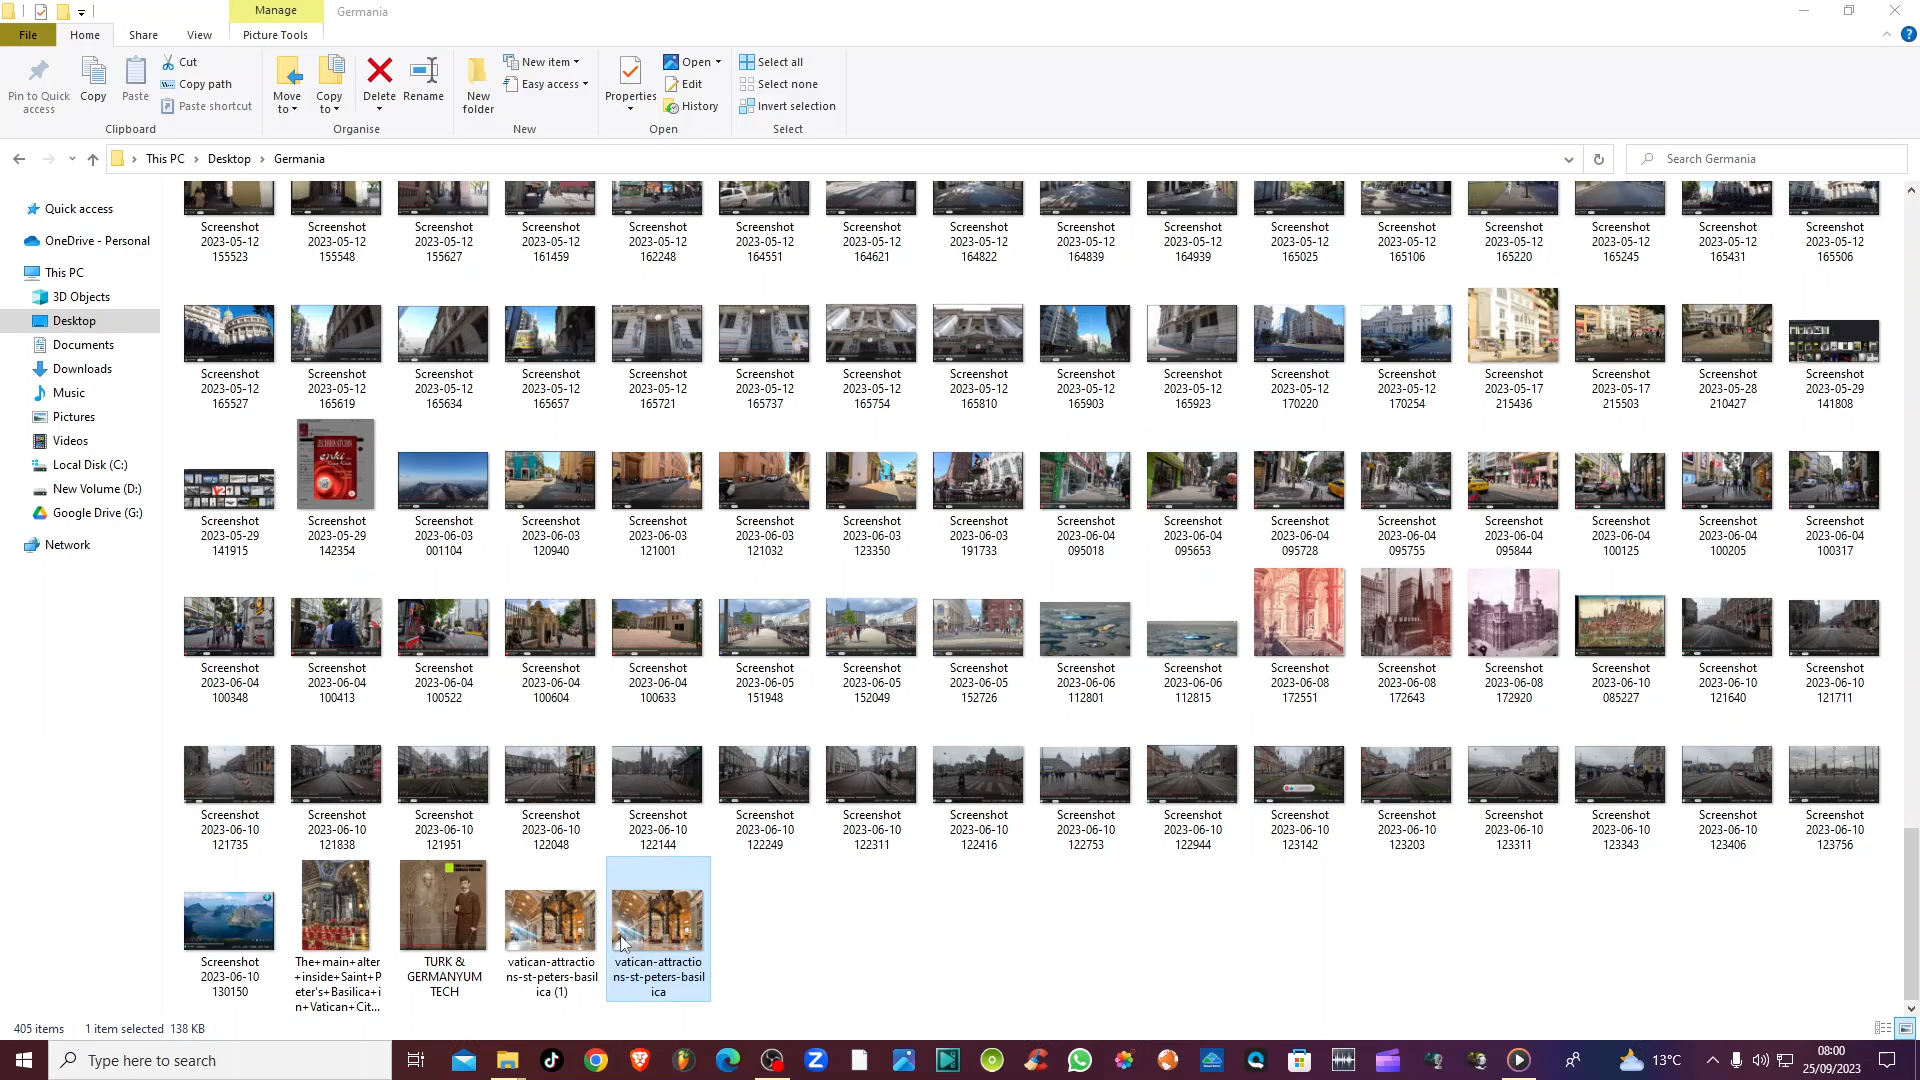 Manage
Germania
File
Home
Share
View
Picture Tools
Pin to Quick
access
Copy
Paste
Cut
Copy path
Paste shortcut
Clipboard
Move
to
Copy
to
Delete
Rename
Organise
New
folder
New item
Easy access
New
Properties
Open
Edit
History
Open
Select all
Select none
Invert selection
Select
This PC
Desktop
Germania
Search Germania
Quick access
OneDrive - Personal
This PC
3D Objects
Desktop
Documents
Downloads
Music
Pictures
Videos
Local Disk (C:)
New Volume (D:)
Google Drive (G:)
Network
Screenshot Screenshot Screenshot Screenshot Screenshot Screenshot Screenshot Screenshot Screenshot Screenshot Screenshot Screenshot Screenshot Screenshot Screenshot Screenshot
2023-05-12 2023-05-12 2023-05-12 2023-05-12 2023-05-12 2023-05-12 2023-05-12 2023-05-12 2023-05-12 2023-05-12 2023-05-12 2023-05-12 2023-05-12 2023-05-12 2023-05-12 2023-05-12
155523 155548 155627 161459 162248 164551 164621 164822 164839 164939 165025 165106 165220 165245 165431 165506
Screenshot Screenshot Screenshot Screenshot Screenshot Screenshot Screenshot Screenshot Screenshot Screenshot Screenshot Screenshot Screenshot Screenshot Screenshot Screenshot
2023-05-12 2023-05-12 2023-05-12 2023-05-12 2023-05-12 2023-05-12 2023-05-12 2023-05-12 2023-05-12 2023-05-12 2023-05-12 2023-05-12 2023-05-17 2023-05-17 2023-05-28 2023-05-29
165527 165619 165634 165657 165721 165737 165754 165810 165903 165923 170220 170254 215436 215503 210427 141808
Screenshot Screenshot Screenshot Screenshot Screenshot Screenshot Screenshot Screenshot Screenshot Screenshot Screenshot Screenshot Screenshot Screenshot Screenshot Screenshot
2023-05-29 2023-05-29 2023-06-03 2023-06-03 2023-06-03 2023-06-03 2023-06-03 2023-06-03 2023-06-04 2023-06-04 2023-06-04 2023-06-04 2023-06-04 2023-06-04 2023-06-04 2023-06-04
141915 142354 001104 120940 121001 121032 123350 191733 095018 095653 095728 095755 095844 100125 100205 100317
Screenshot Screenshot Screenshot Screenshot Screenshot Screenshot Screenshot Screenshot Screenshot Screenshot Screenshot Screenshot Screenshot Screenshot Screenshot Screenshot
2023-06-04 2023-06-04 2023-06-04 2023-06-04 2023-06-04 2023-06-05 2023-06-05 2023-06-05 2023-06-06 2023-06-06 2023-06-08 2023-06-08 2023-06-08 2023-06-10 2023-06-10 2023-06-10
100348 100413 100522 100604 100633 151948 152049 152726 112801 112815 172551 172643 172920 085227 121640 121711
Screenshot Screenshot Screenshot Screenshot Screenshot Screenshot Screenshot Screenshot Screenshot Screenshot Screenshot Screenshot Screenshot Screenshot Screenshot Screenshot
2023-06-10 2023-06-10 2023-06-10 2023-06-10 2023-06-10 2023-06-10 2023-06-10 2023-06-10 2023-06-10 2023-06-10 2023-06-10 2023-06-10 2023-06-10 2023-06-10 2023-06-10 2023-06-10
121735 121838 121951 122048 122144 122249 122311 122416 122753 122944 123142 123203 123311 123343 123406 123756
Screenshot
2023-06-10
130150
The+main+alter
+inside+Saint+P
eter's+Basilica+i
n+Vatican+Cit...
TURK &
GERMANYUM
TECH
vatican-attractio
ns-st-peters-basil
ica (1)
vatican-attractio
ns-st-peters-basil
ica
405 items
1 item selected 138 KB
Type here to search
13°C
08:00
25/09/2023